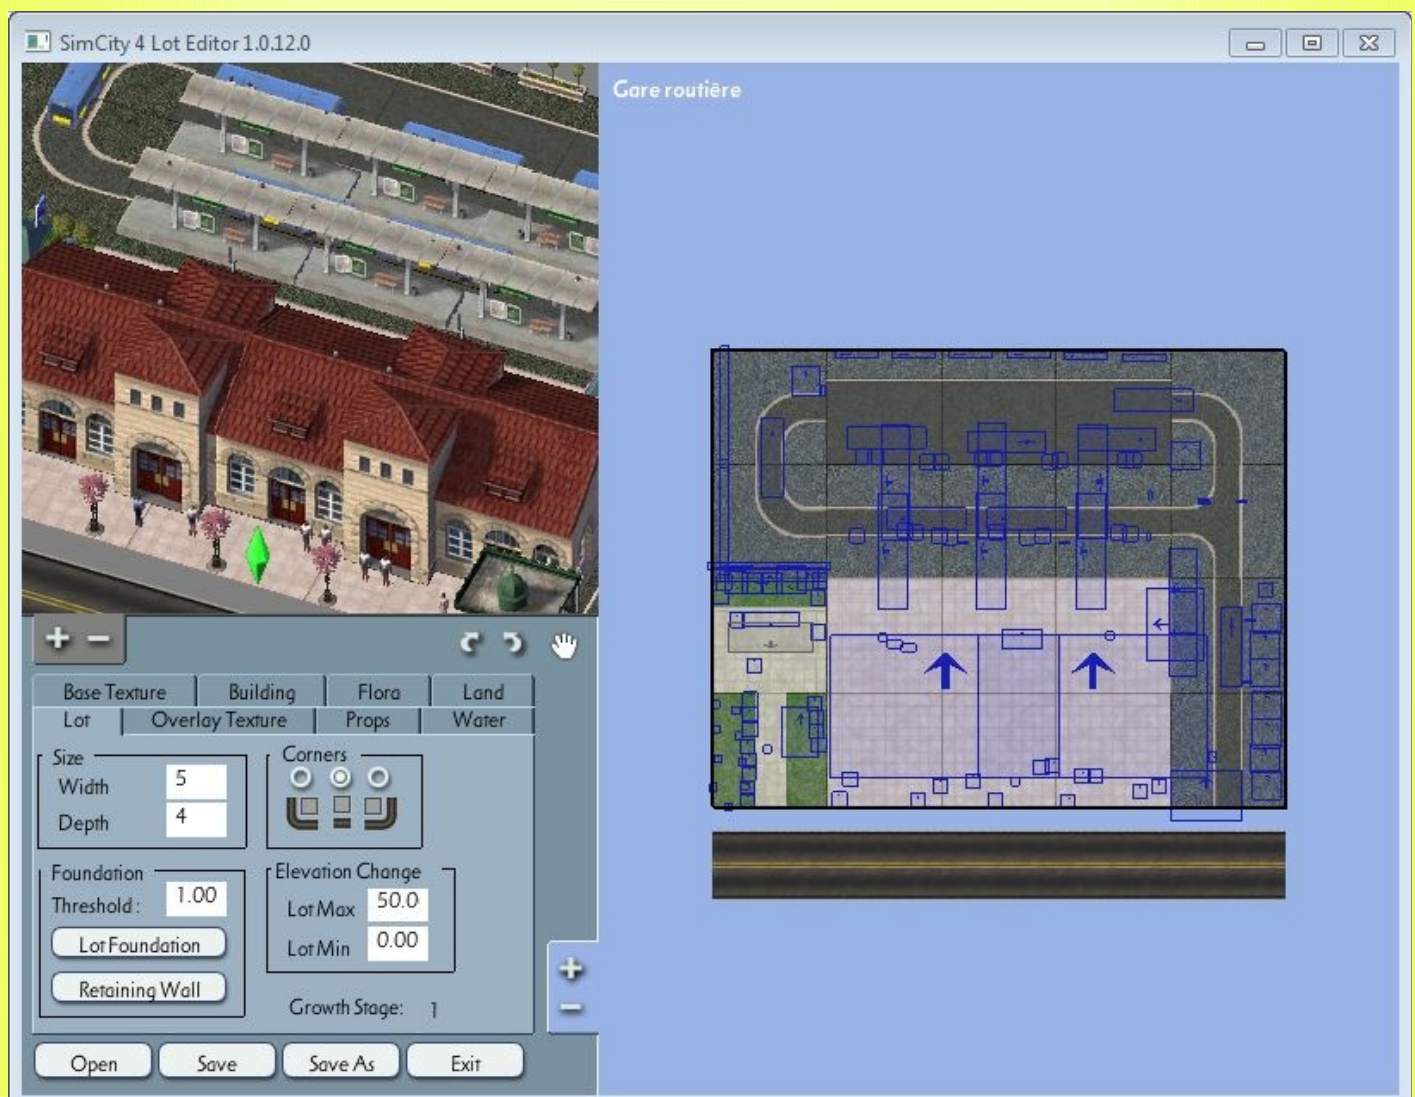 SimCity 4 Lot Editor 1.0.12.0
Gare routière
Base Texture Building Flora Land
Lot Overlay Texture Props Water
Size
Width 5
Depth 4
Corners
Foundation
Threshold : 1.00
Lot Foundation
Retaining Wall
Elevation Change
Lot Max 50.0
Lot Min 0.00
Growth Stage: 1
Open Save Save As Exit